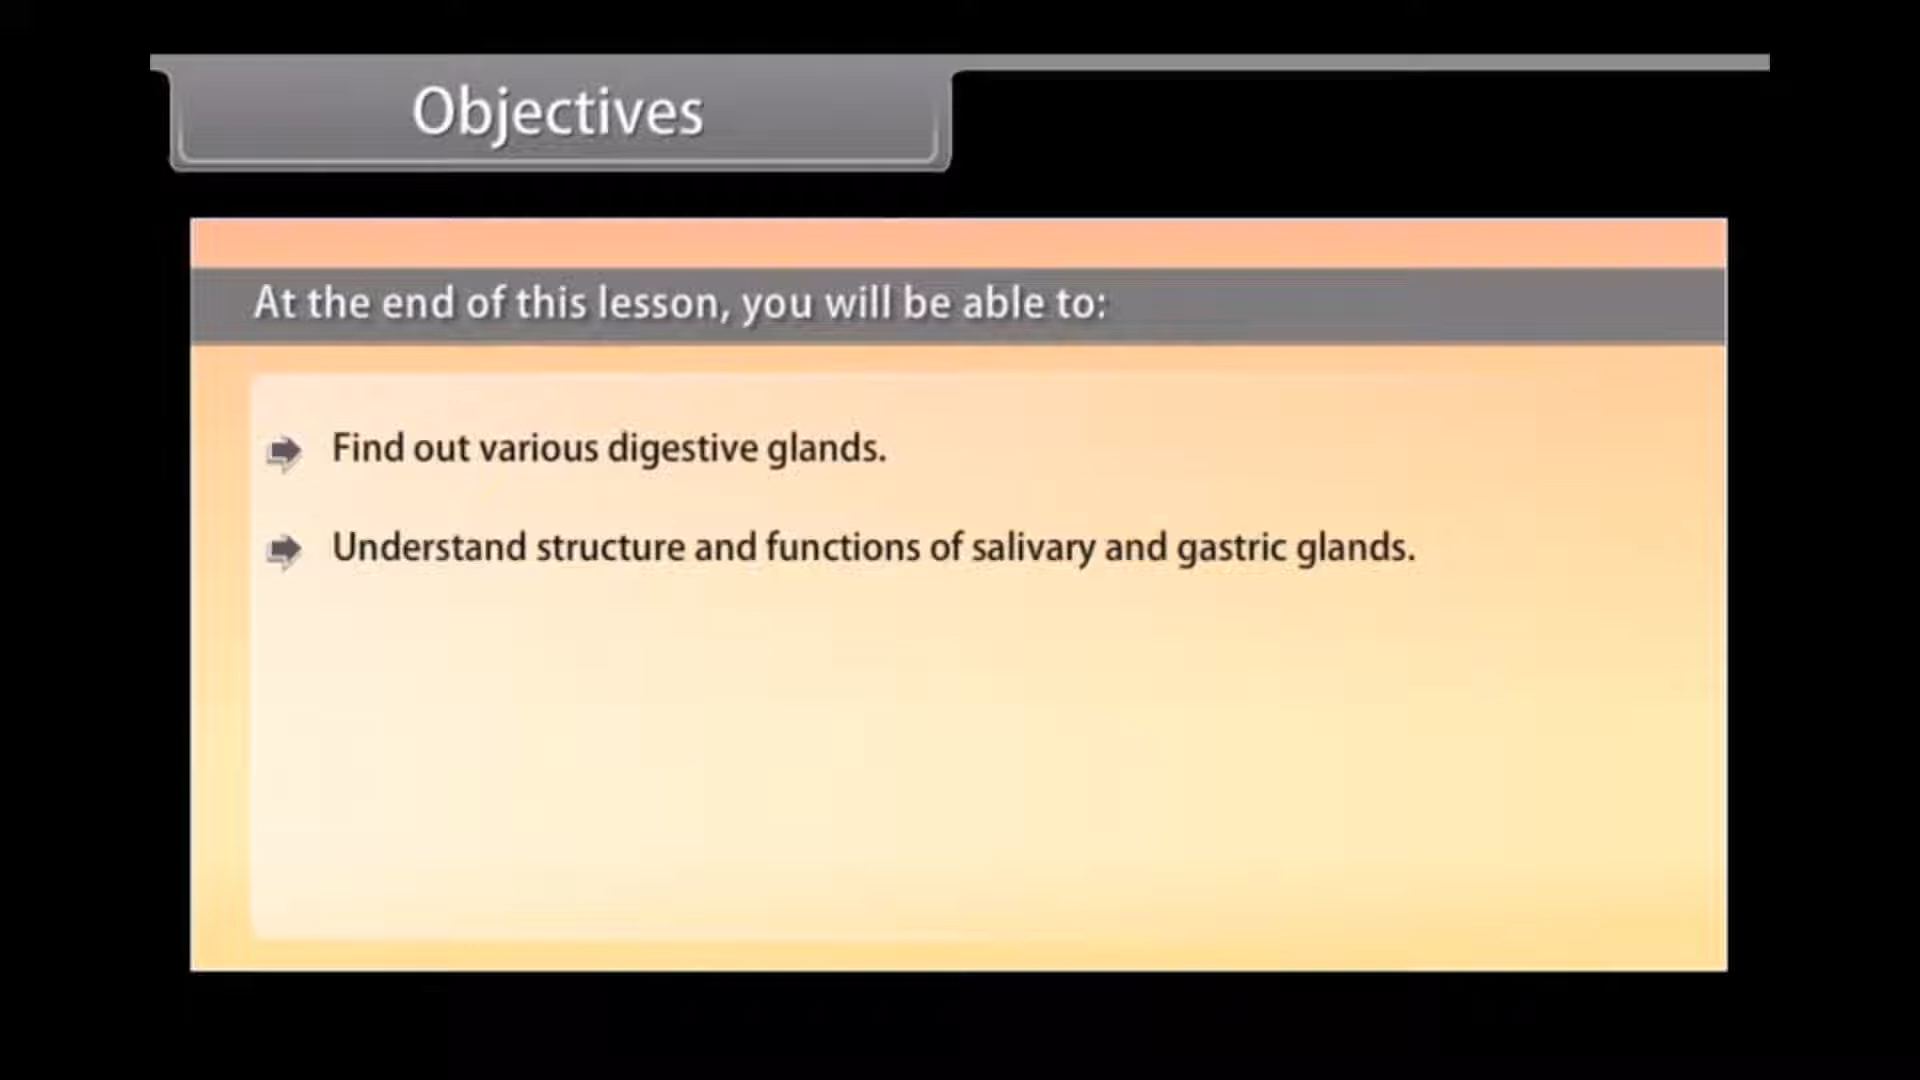 Objectives
At the end of this lesson, you will be able to:
Find out various digestive glands.
Understand structure and functions of salivary and gastric glands.